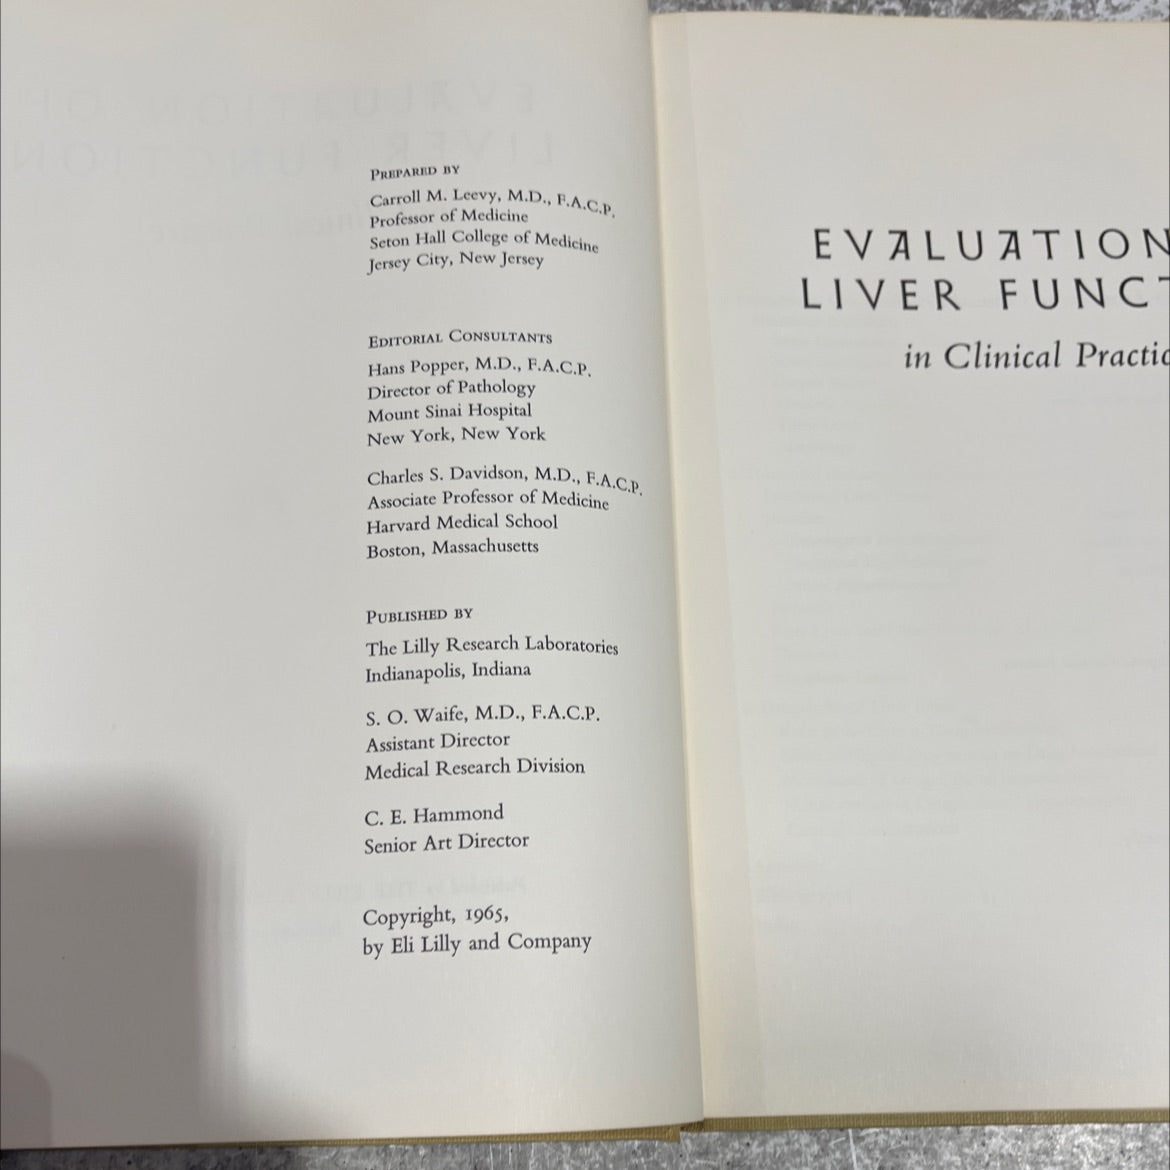 PREPARED BY
Carroll M. Leevy, M.D., F.A.C.P.
Professor of Medicine
Seton Hall College of Medicine
Jersey City, New Jersey
EDITORIAL CONSULTANTS
Hans Popper, M.D., F.A.C.P.
Director of Pathology
Mount Sinai Hospital
New York, New York
Charles S. Davidson, M.D., F.A.C.P.
Associate Professor of Medicine
Harvard Medical School
Boston, Massachusetts
PUBLISHED BY
The Lilly Research Laboratories
Indianapolis, Indiana
S. O. Waife, M.D., F.A.C.P.
Assistant Director
Medical Research Division
C. E. Hammond
Senior Art Director
Copyright, 1965,
by Eli Lilly and Company
EVALUATION
LIVER FUNCT
in Clinical Practic